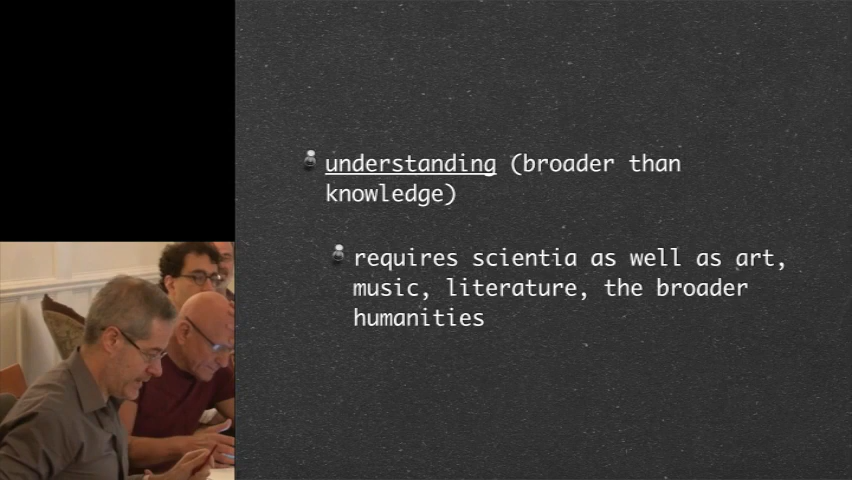 understanding (broader than
knowledge)
requires scientia as well as art,
music, literature, the broader
humanities